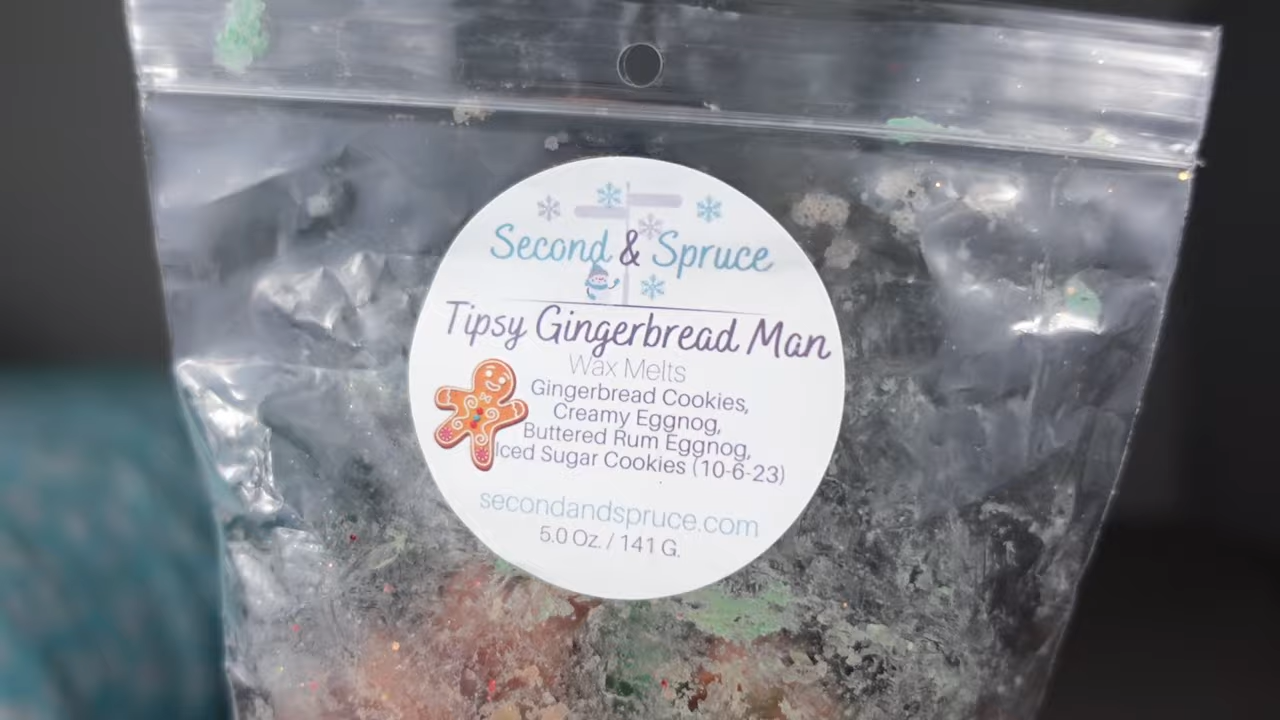 Second & Spruce
Tipsy Gingerbread Man
Wax Melts
Gingerbread Cookies,
Creamy Eggnog,
Buttered Rum Eggnog,
Iced Sugar Cookies (10-6-23)
secondandspruce.com
5.0 Oz. / 141 G.